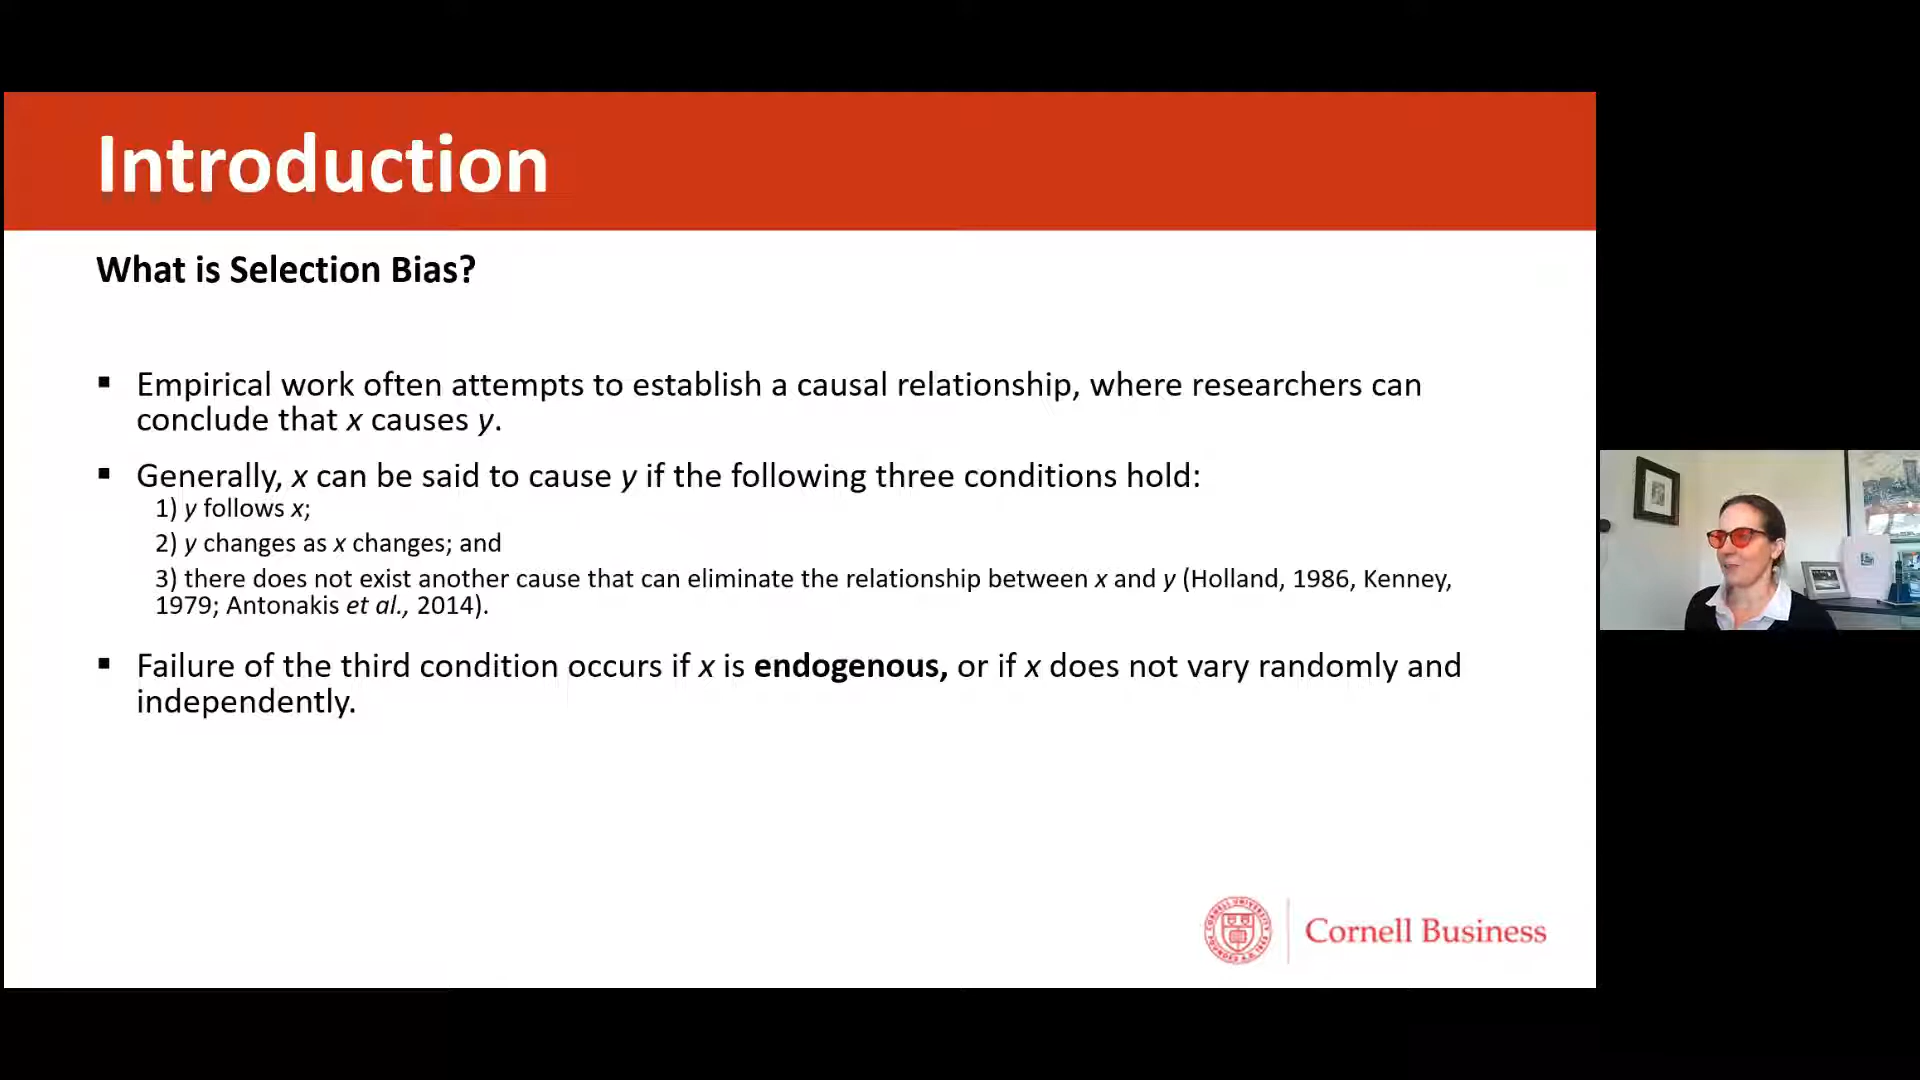 Introduction
What is Selection Bias?
▪ Empirical work often attempts to establish a causal relationship, where researchers can
conclude that x causes y.
▪ Generally, x can be said to cause y if the following three conditions hold:
1) y follows x;
2) y changes as x changes; and
3) there does not exist another cause that can eliminate the relationship between x and y (Holland, 1986, Kenney,
1979; Antonakis et al., 2014).
▪ Failure of the third condition occurs if x is endogenous, or if x does not vary randomly and
independently.
Cornell Business